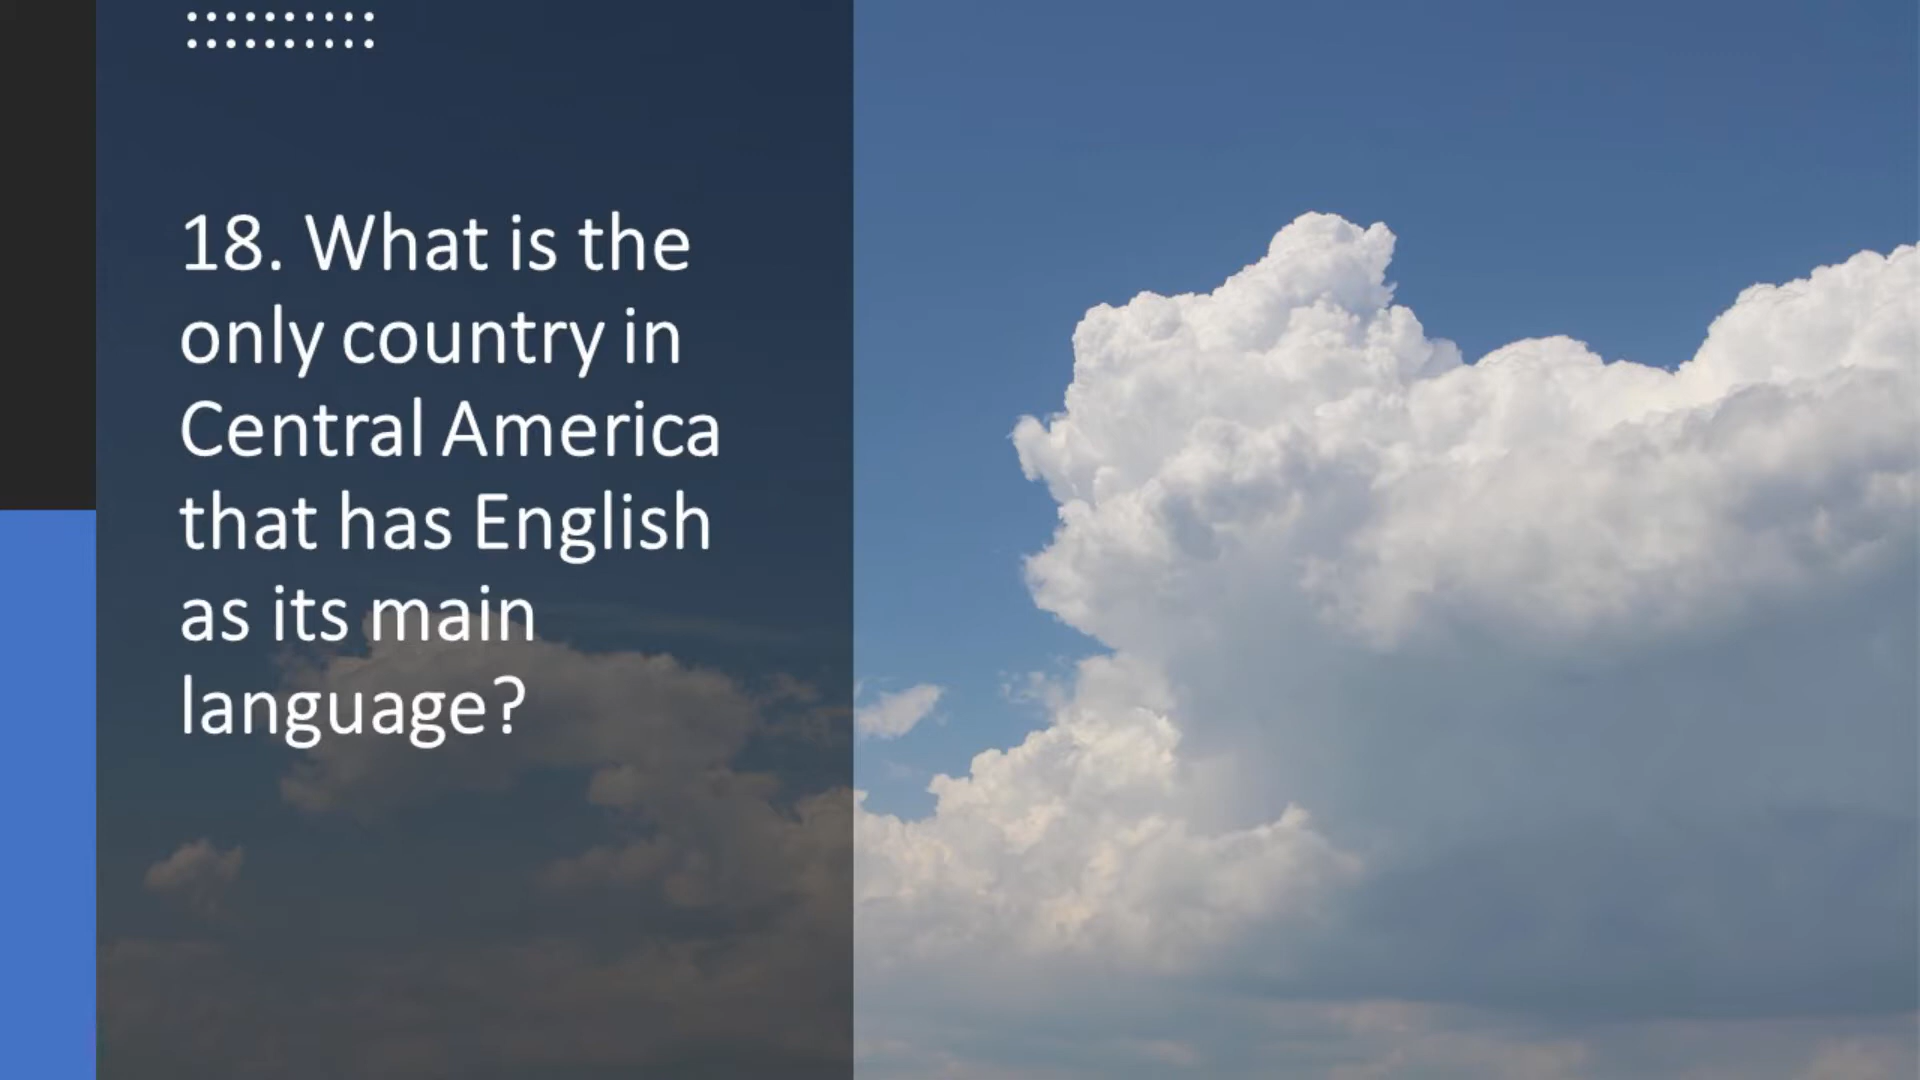 18. What is the
only country in
Central America
that has English
as its main
language?